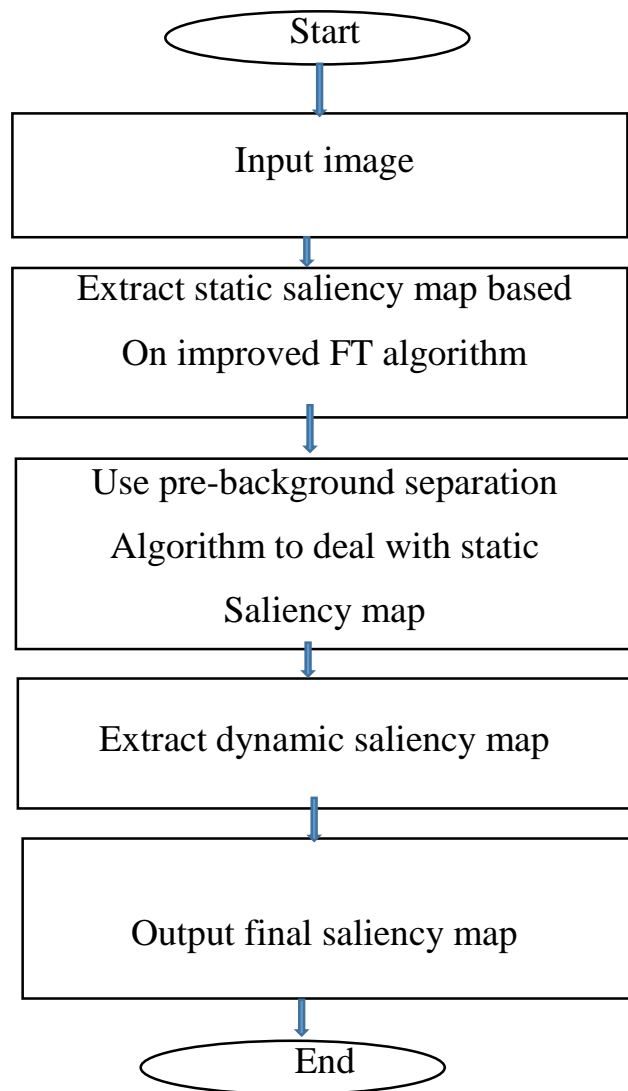 Start
Input image
Extract static saliency map based
On improved FT algorithm
Use pre-background separation
Algorithm to deal with static
Saliency map
Extract dynamic saliency map
Output final saliency map
End